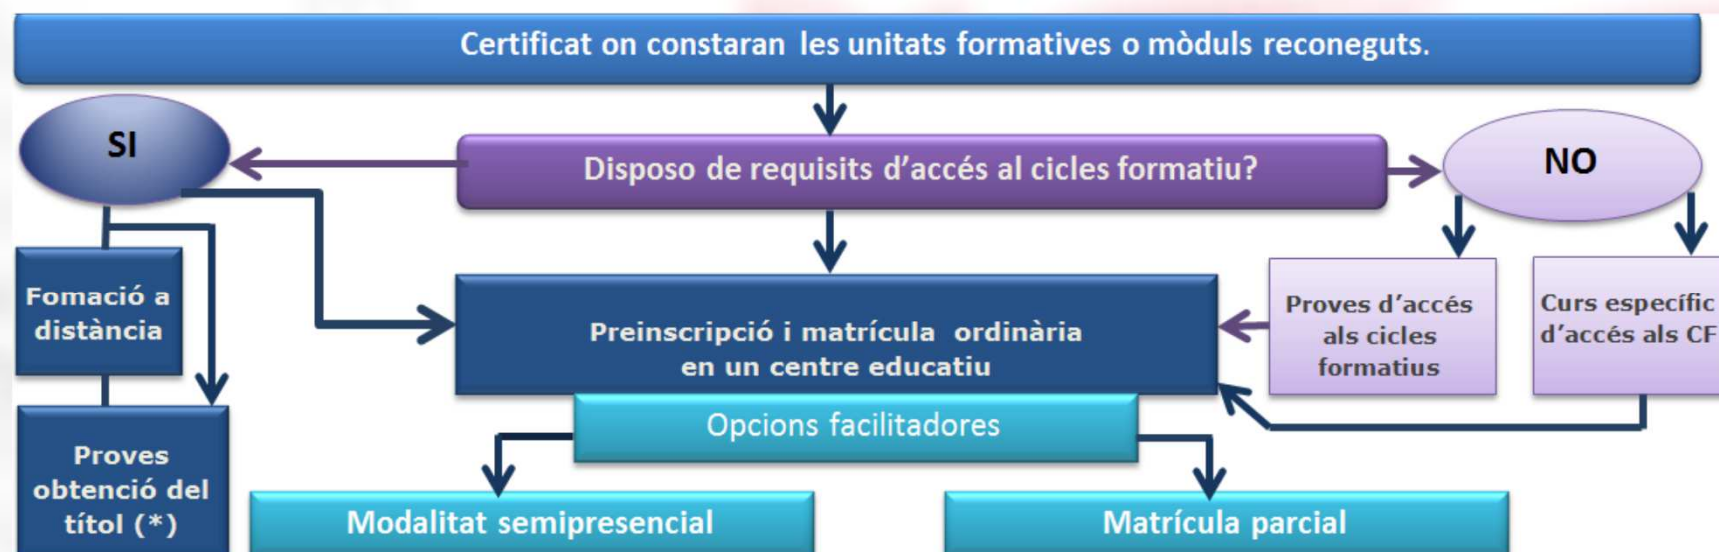 Certificat on constaran les unitats formatives o mòduls reconeguts.
SI
Disposo de requisits d'accés al cicles formatiu?
NO
Fomació a
distància
Preinscripció i matrícula ordinària
en un centre educatiu
Proves d'accés
als cicles
formatius
Curs específic
d'accés als CF
Opcions facilitadores
Proves
obtenció del
títol (*)
Modalitat semipresencial
Matrícula parcial